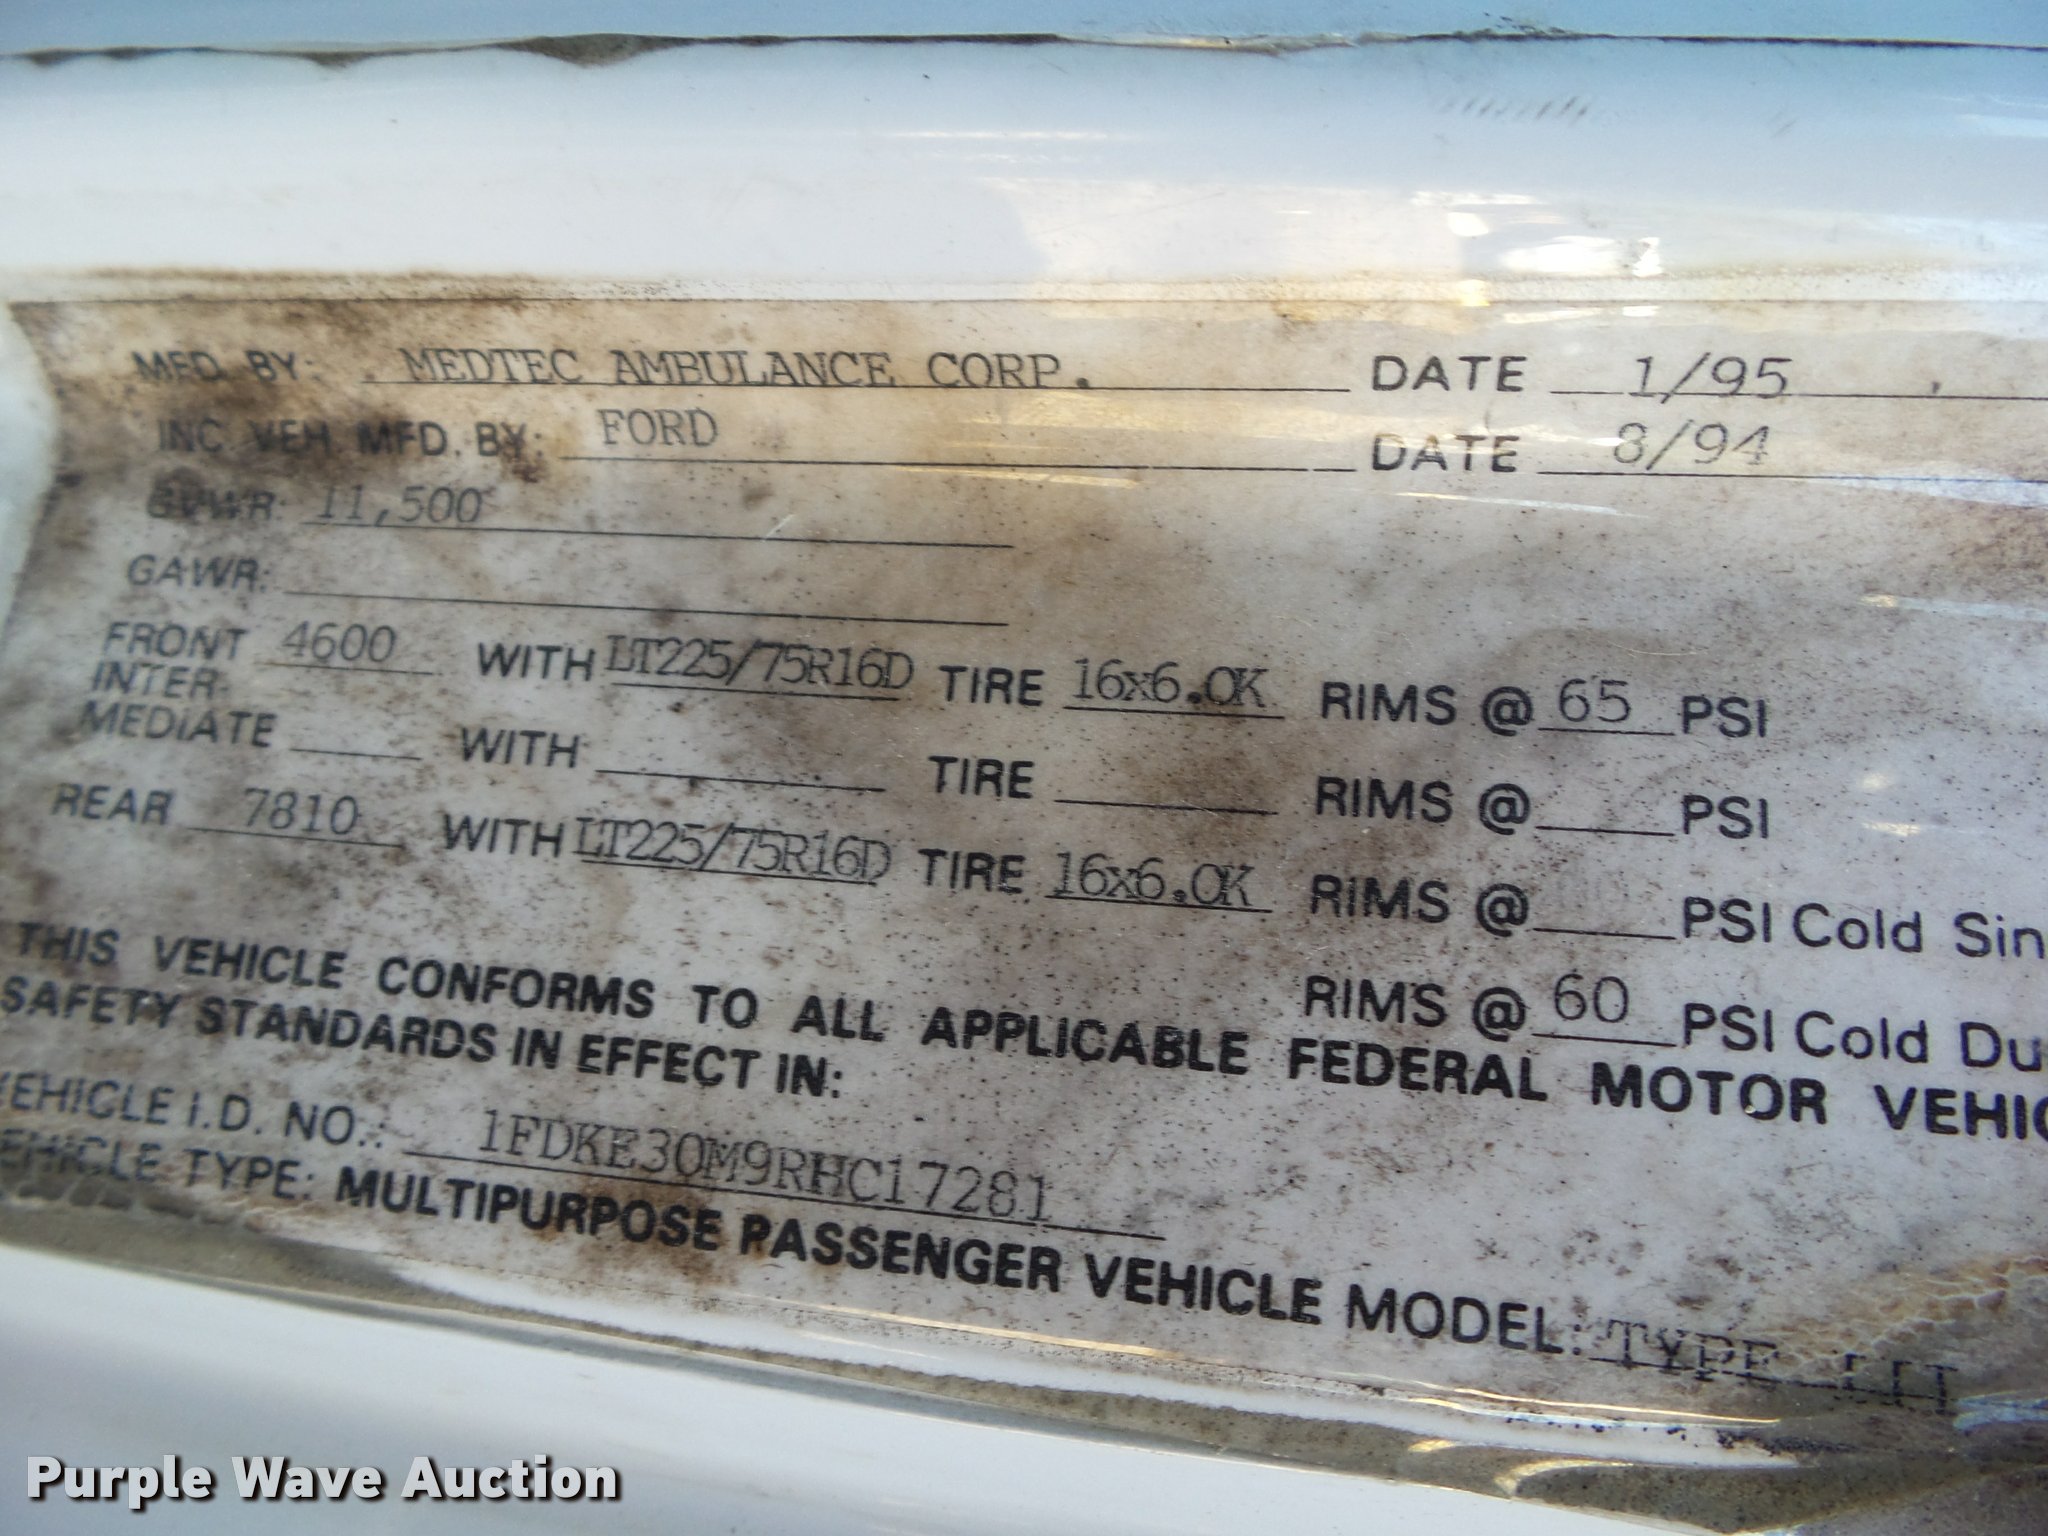 MFD. BY: MEDTEC AMBULANCE CORP. DATE 1/95
INC. VEH. MFD. BY: FORD DATE 8/94
GVWR: 11,500
GAWR:
FRONT 4600 WITH LT225/75R16D TIRE 16x6.0K RIMS @ 65 PSI
INTER-
MEDIATE WITH TIRE RIMS @ PSI
REAR 7810 WITH LT225/75R16D TIRE 16x6.0K RIMS @ PSI Cold Sin
RIMS @ 60 PSI Cold Du
THIS VEHICLE CONFORMS TO ALL APPLICABLE FEDERAL MOTOR VEHIC
SAFETY STANDARDS IN EFFECT IN:
VEHICLE I.D. NO.: 1FDKE30M9RHC17281
VEHICLE TYPE: MULTIPURPOSE PASSENGER VEHICLE MODEL: TYPE III
Purple Wave Auction